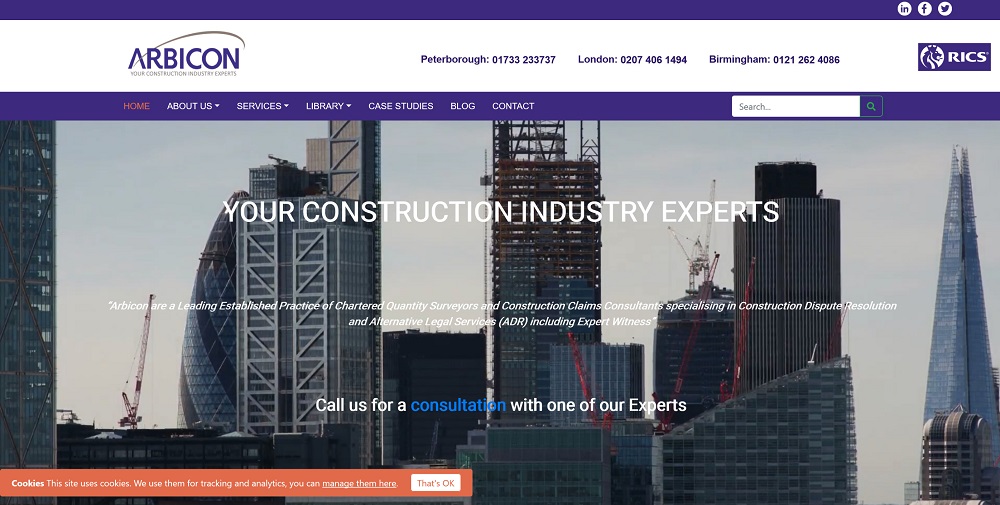 ARBICON
YOUR CONSTRUCTION INDUSTRY EXPERTS
Peterborough: 01733 233737 London: 0207 406 1494 Birmingham: 0121 262 4086
RICS
HOME ABOUT US SERVICES LIBRARY CASE STUDIES BLOG CONTACT
Search...
YOUR CONSTRUCTION INDUSTRY EXPERTS
"Arbicon are a Leading Established Practice of Chartered Quantity Surveyors and Construction Claims Consultants specialising in Construction Dispute Resolution
and Alternative Legal Services (ADR) including Expert Witness"
Call us for a consultation with one of our Experts
Cookies This site uses cookies. We use them for tracking and analytics, you can manage them here. That's OK